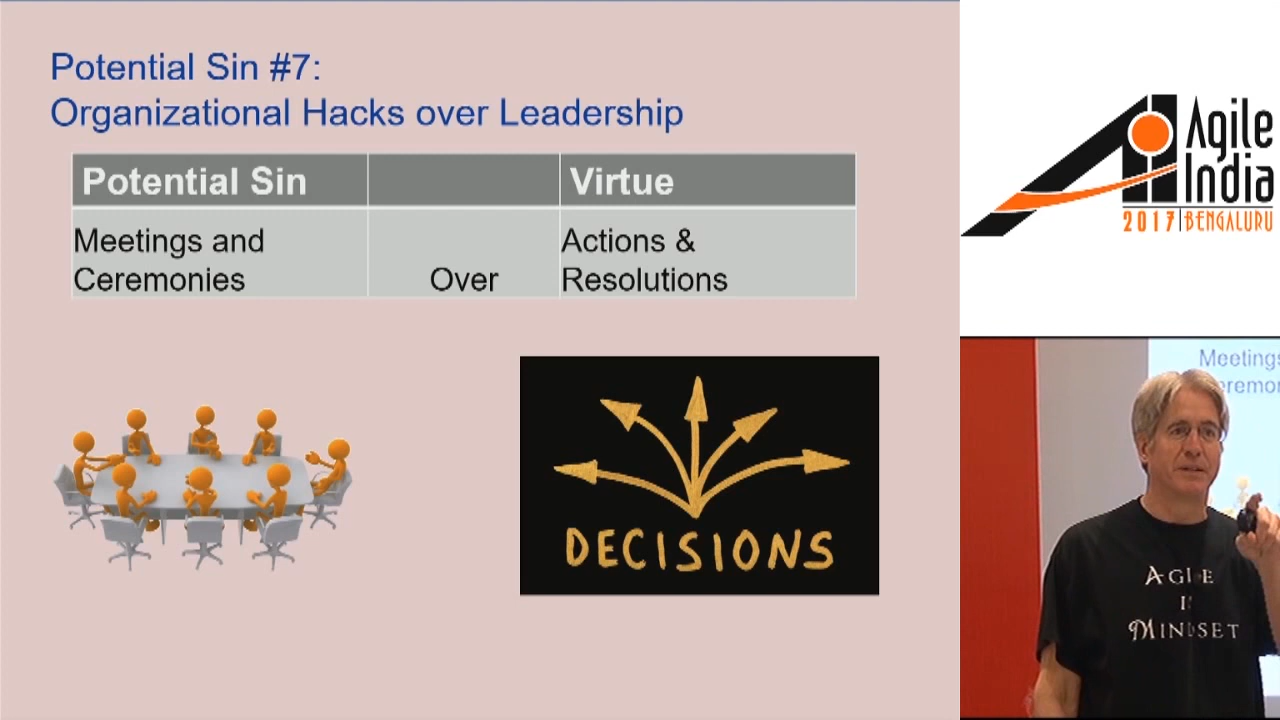 Potential Sin #7:
Organizational Hacks over Leadership
Potential Sin
Virtue
Meetings and
Ceremonies
Over
Actions &
Resolutions
DECISIONS
Agile
India
2017 | BENGALURU
Meetings
AGILE
IS
MINDSET